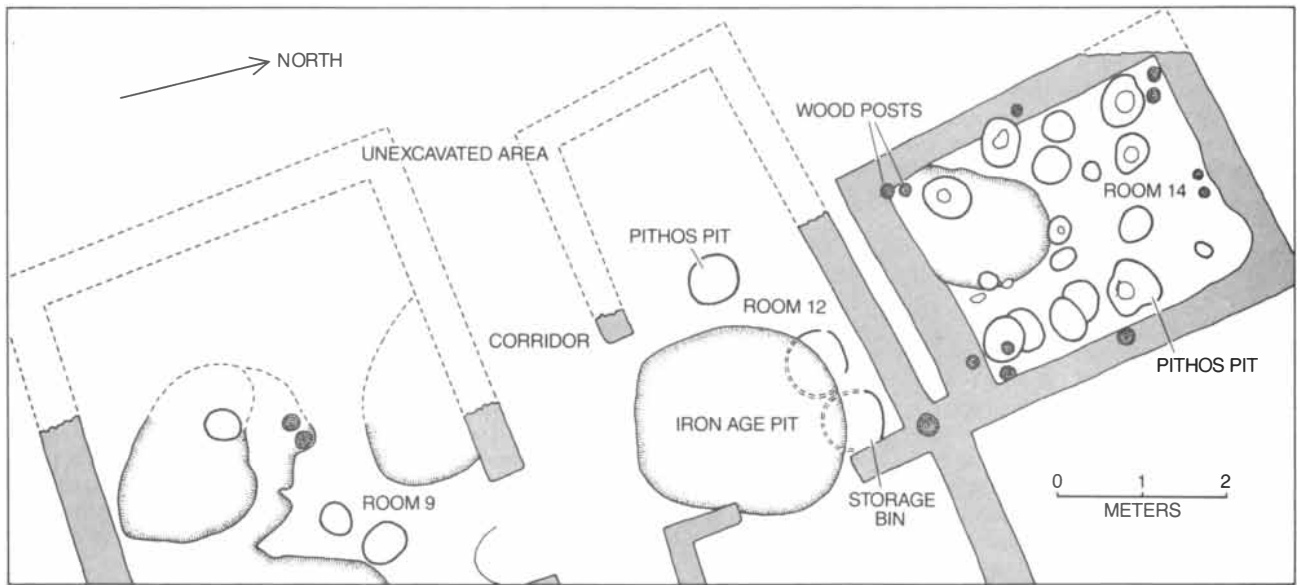 NORTH
WOOD POSTS
UNEXCAVATED AREA
ROOM 14
PITHOS PIT
ROOM 12
CORRIDOR
PITHOS PIT
IRON AGE PIT
0 1 2
METERS
ROOM 9
STORAGE
BIN